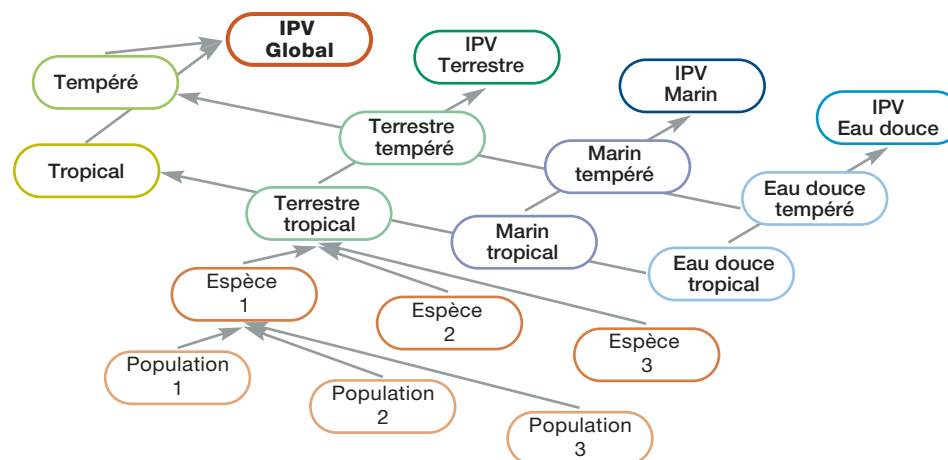 IPV
Global
IPV
Terrestre
IPV
Marin
IPV
Eau douce
Tempéré
Terrestre
tempéré
Tropical
Marin
tempéré
Eau douce
tempéré
Terrestre
tropical
Marin
tropical
Eau douce
tropical
Espèce
1
Espèce
2
Espèce
3
Population
1
Population
2
Population
3